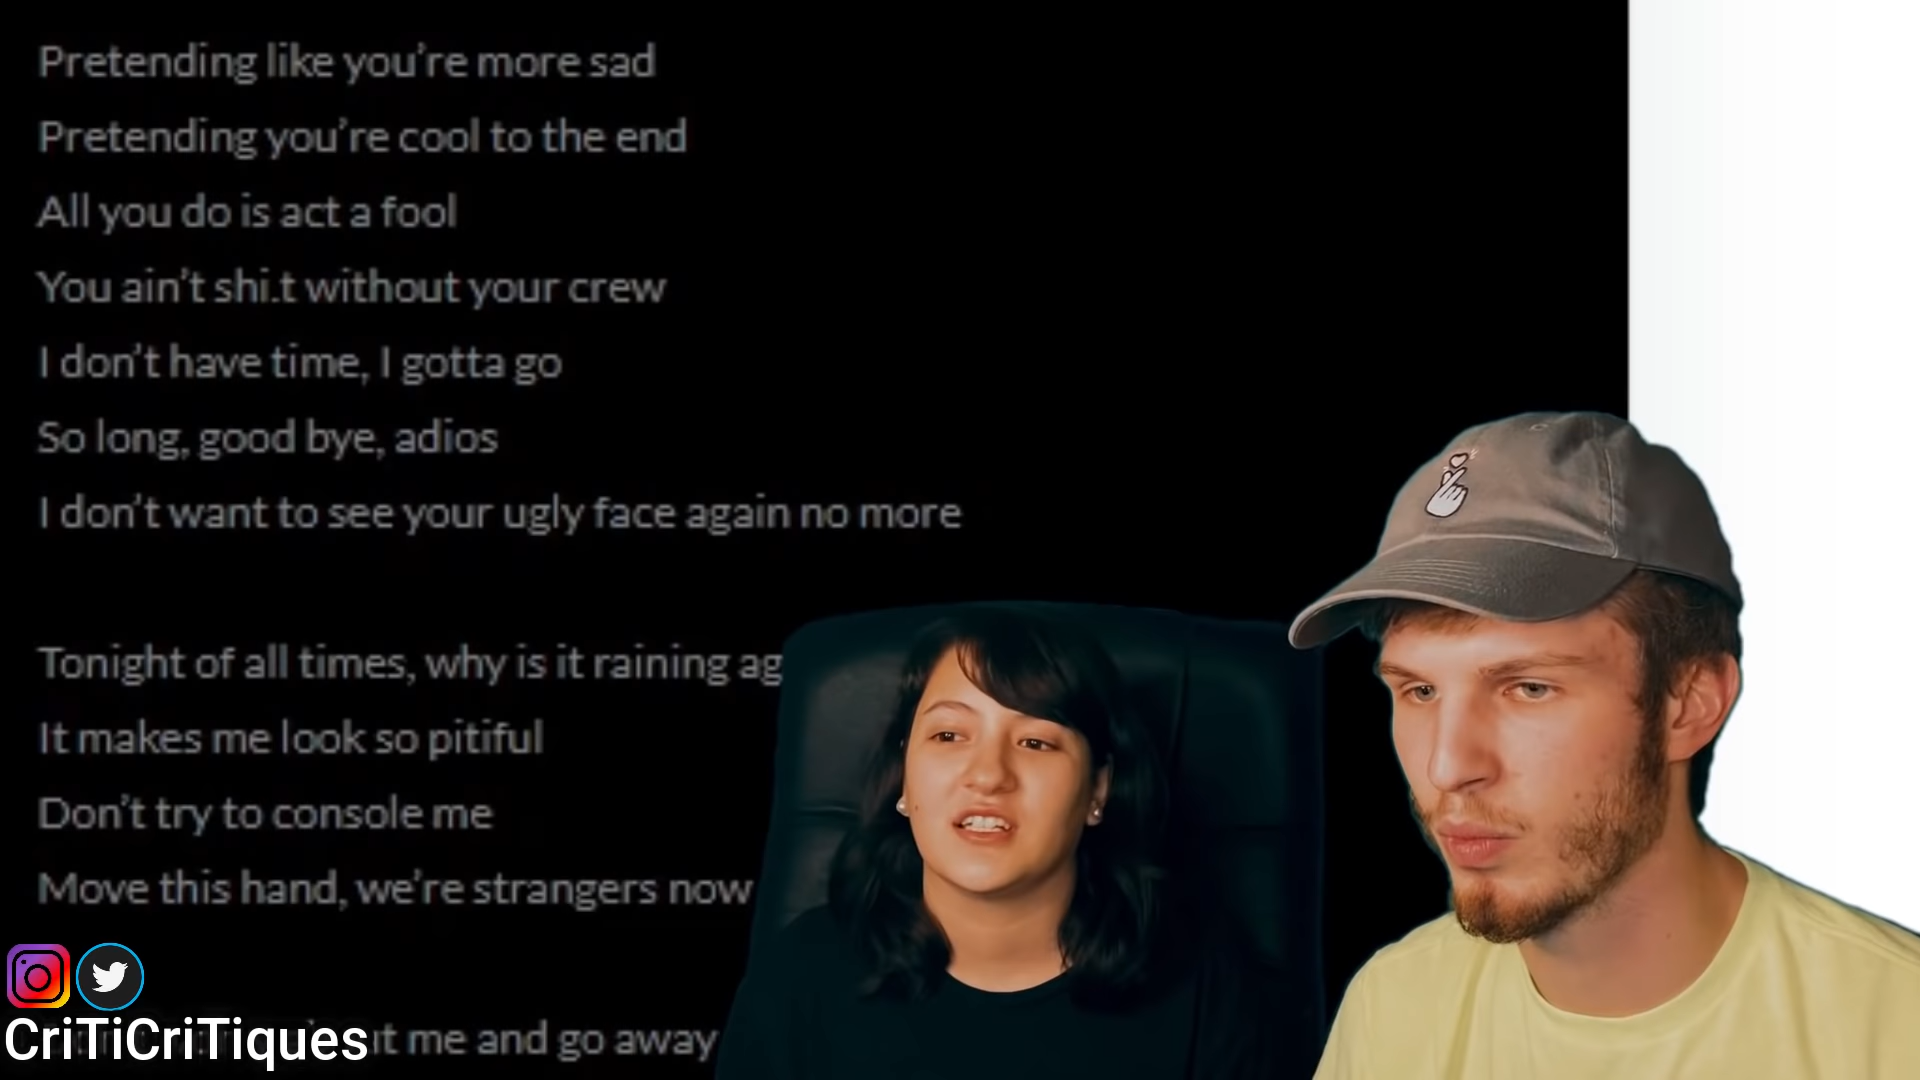 Pretending like you're more sad
Pretending you're cool to the end
All you do is act a fool
You ain't shi.t without your crew
I don't have time, I gotta go
So long, good bye, adios
I don't want to see your ugly face again no more
Tonight of all times, why is it raining ag
It makes me look so pitiful
Don't try to console me
Move this hand, we're strangers now
me and go away
CriTiCriTiques